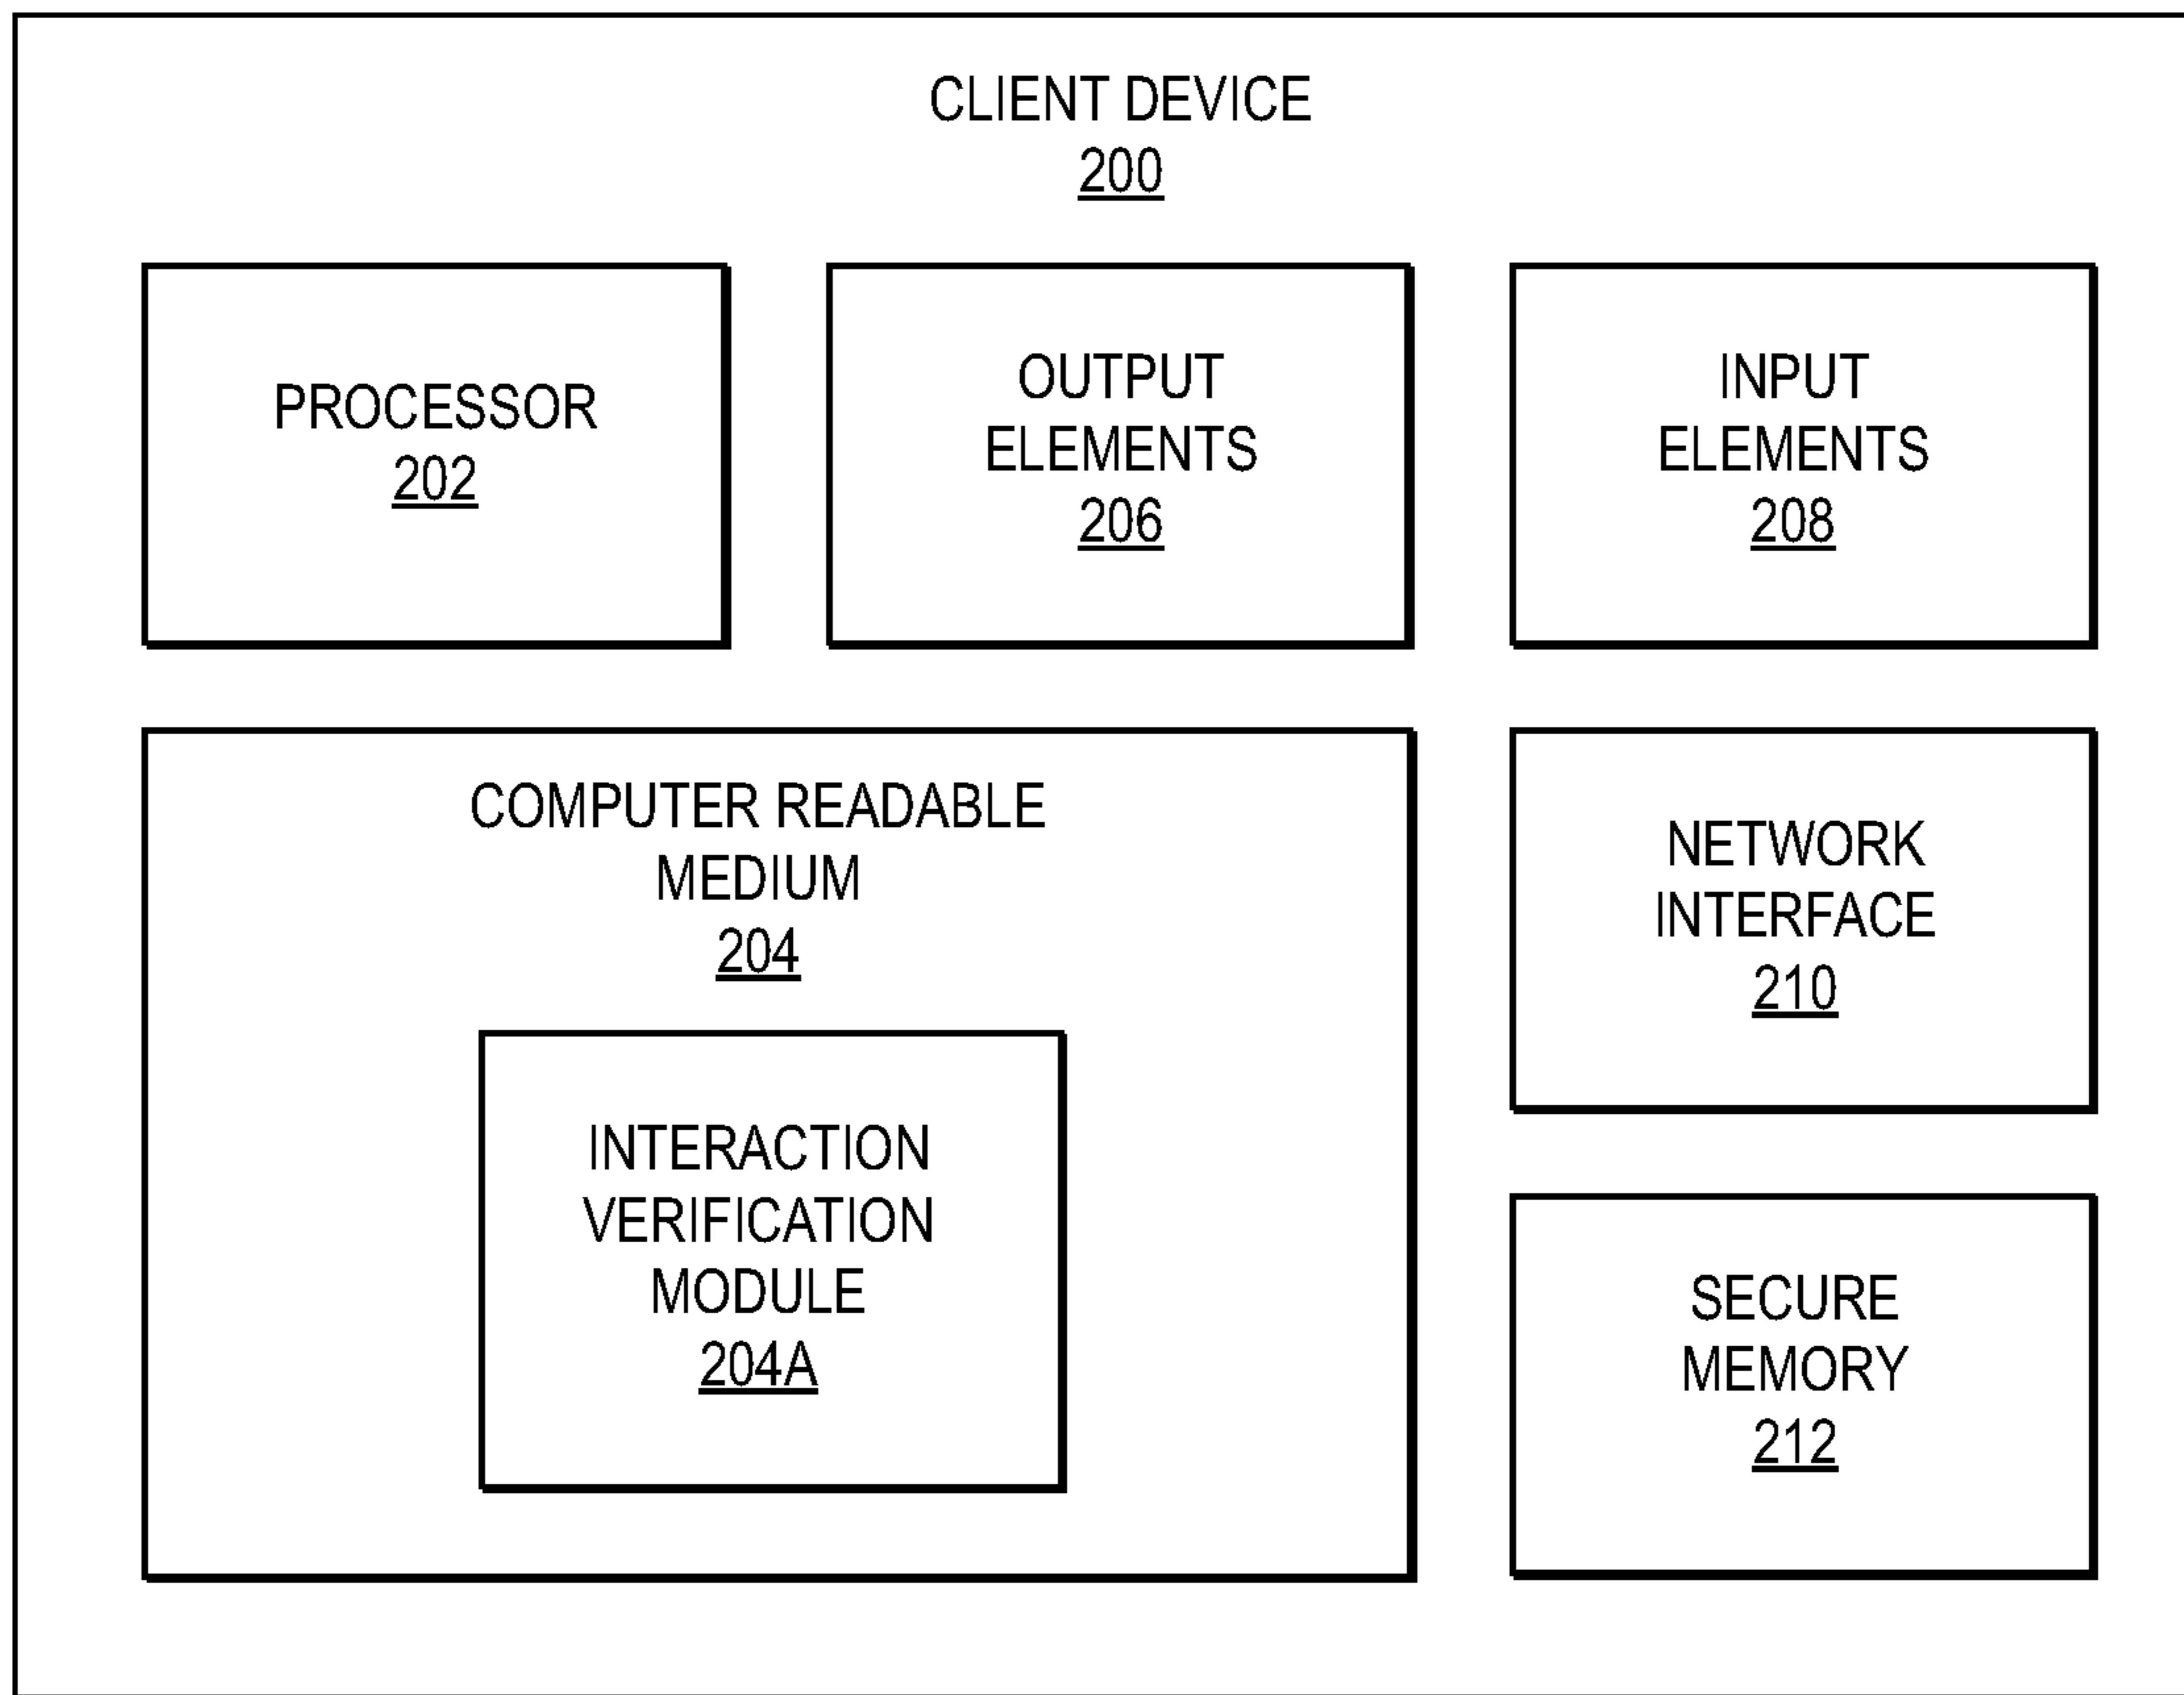 CLIENT DEVICE
200
PROCESSOR
202
OUTPUT
ELEMENTS
206
INPUT
ELEMENTS
208
COMPUTER READABLE
MEDIUM
204
INTERACTION
VERIFICATION
MODULE
204A
NETWORK
INTERFACE
210
SECURE
MEMORY
212